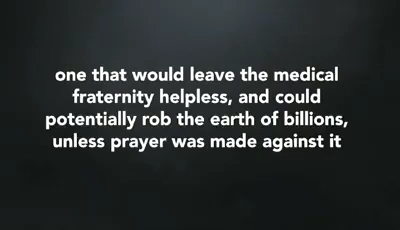 one that would leave the medical
fraternity helpless, and could
potentially rob the earth of billions,
unless prayer was made against it